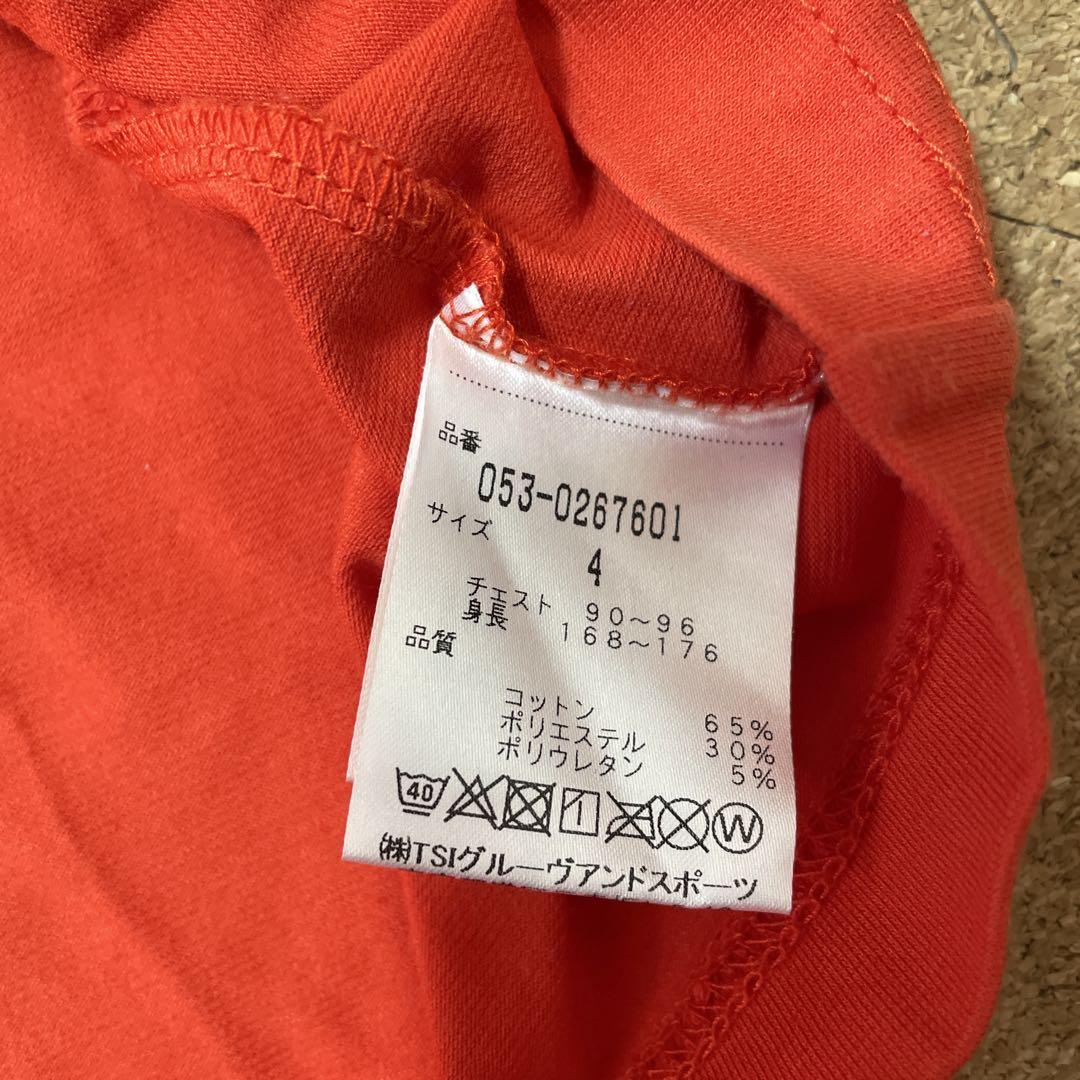 品番
053-0267601
サイズ
4
チェスト 90~96
身長 168~176
品質
コットン 65%
ポリエステル 30%
ポリウレタン 5%
40 W
(株)TSIグルーヴアンドスポーツ